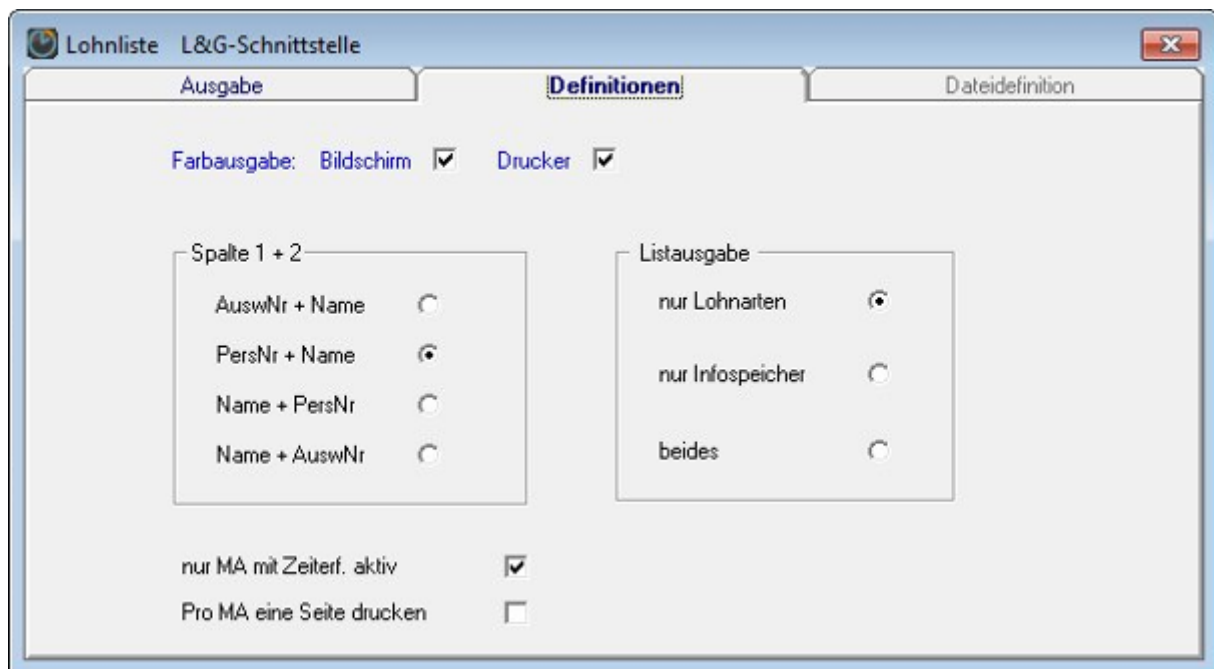 Lohnliste L&G-Schnittstelle
Ausgabe Definitionen Dateidefinition
Farbausgabe: Bildschirm Drucker
Spalte 1 + 2
AuswNr + Name
PersNr + Name
Name + PersNr
Name + AuswNr
Listausgabe
nur Lohnarten
nur Infospeicher
beides
nur MA mit Zeiterf. aktiv
Pro MA eine Seite drucken